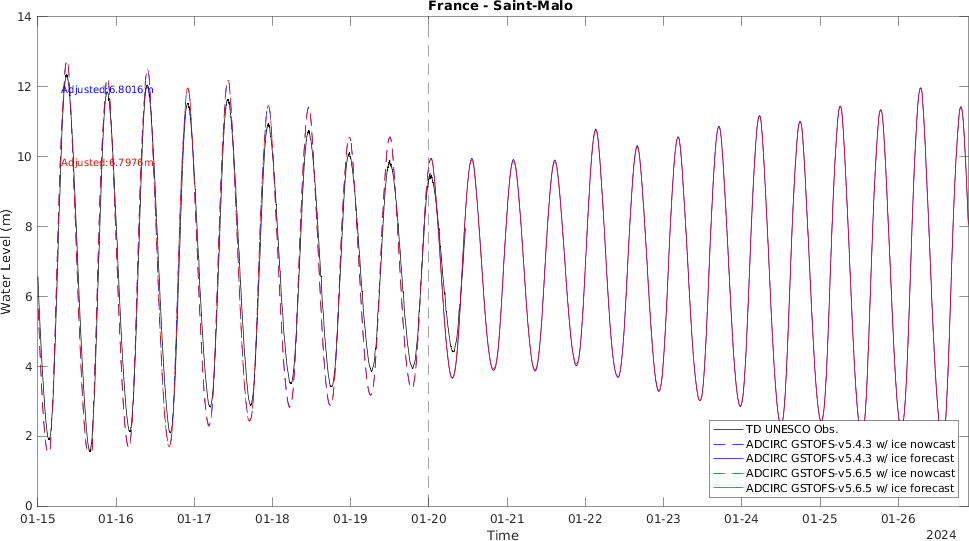 France - Saint-Malo
14
12
10
8
6
4
2
0
Water Level (m)
Adjusted:6.8016m
Adjusted:6.7976m
TD UNESCO Obs.
ADCIRC GSTOFS-v5.4.3 w/ ice nowcast
ADCIRC GSTOFS-v5.4.3 w/ ice forecast
ADCIRC GSTOFS-v5.6.5 w/ ice nowcast
ADCIRC GSTOFS-v5.6.5 w/ ice forecast
01-15 01-16 01-17 01-18 01-19 01-20 01-21 01-22 01-23 01-24 01-25 01-26
Time
2024